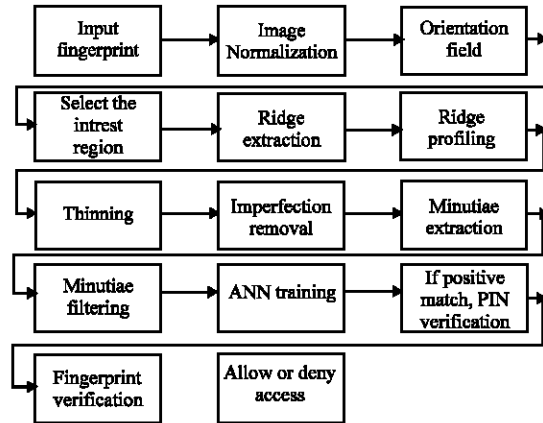 Input
fingerprint
Image
Normalization
Orientation
field
Select the
intrest
region
Ridge
extraction
Ridge
profiling
Thinning
Imperfection
removal
Minutiae
extraction
Minutiae
filtering
ANN training
If positive
match, PIN
verification
Fingerprint
verification
Allow or deny
access